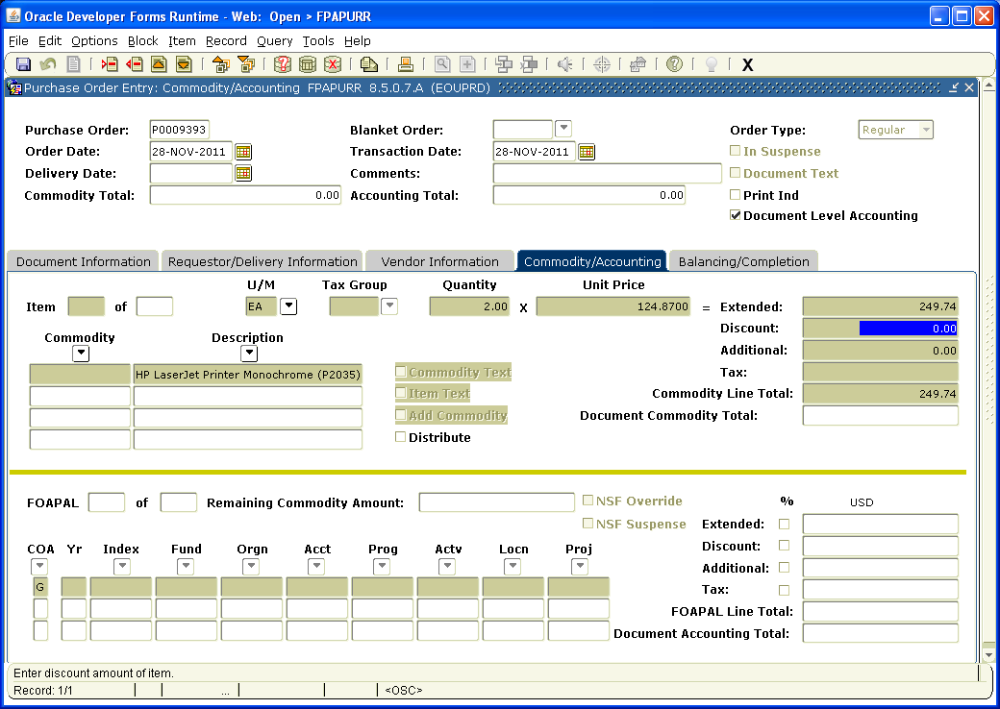 Oracle Developer Forms Runtime - Web: Open > FPAPURR
File Edit Options Block Item Record Query Tools Help
X
Purchase Order Entry: Commodity/Accounting FPAPURR 8.5.0.7.A (EOUPRD)
Purchase Order: P0009393 Blanket Order: Order Type: Regular
Order Date: 28-NOV-2011 Transaction Date: 28-NOV-2011 In Suspense
Delivery Date: Comments: Document Text
Commodity Total: 0.00 Accounting Total: 0.00 Print Ind
Document Level Accounting
Document Information Requestor/Delivery Information Vendor Information Commodity/Accounting Balancing/Completion
U/M Tax Group Quantity Unit Price
Item of EA 2.00 X 124.8700 = Extended: 249.74
Discount: 0.00
Commodity Description
Additional: 0.00
HP LaserJet Printer Monochrome (P2035) Commodity Text Tax:
Item Text Commodity Line Total: 249.74
Add Commodity Document Commodity Total:
Distribute
FOAPAL of Remaining Commodity Amount: NSF Override % USD
NSF Suspense Extended:
COA Yr Index Fund Orgn Acct Prog Actv Locn Proj Discount:
Additional:
G Tax:
FOAPAL Line Total:
Document Accounting Total:
Enter discount amount of item.
Record: 1/1 ... <OSC>